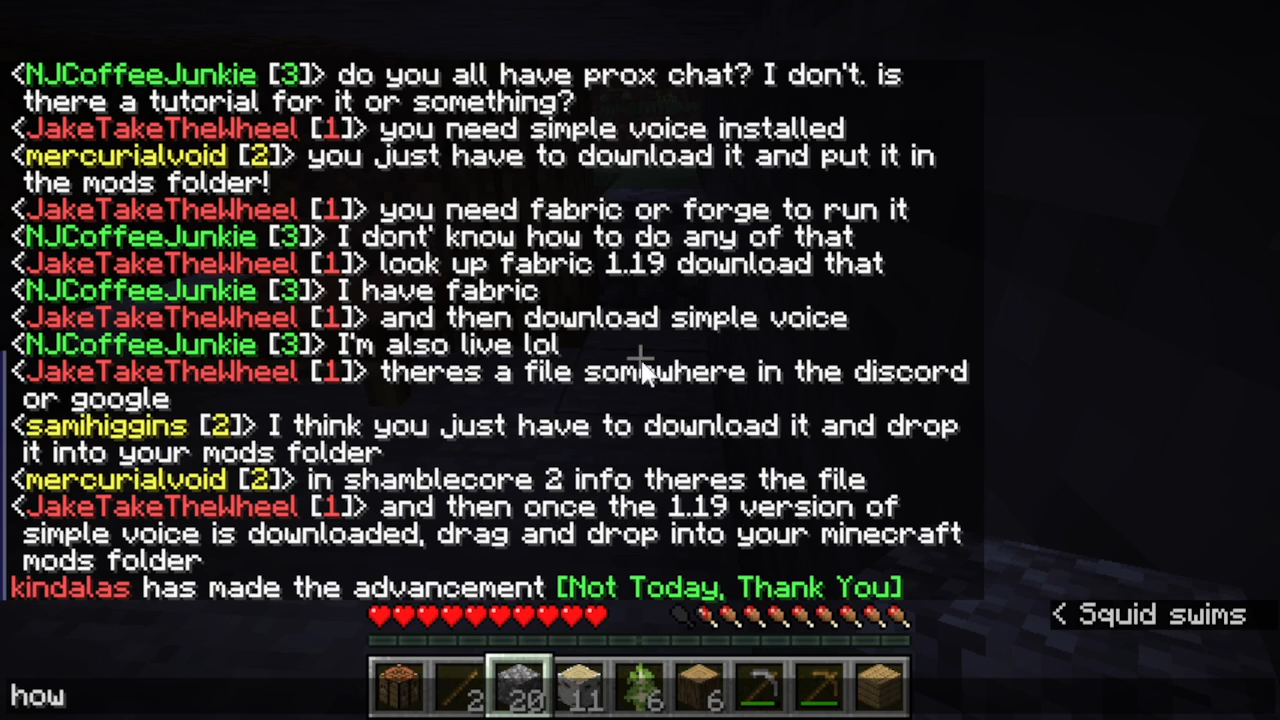 <NJCoffeeJunkie [3]> do you all have prox chat? I don't. is
there a tutorial for it or something?
<JakeTakeTheWheel [1]> you need simple voice installed
<mercurialvoid [2]> you just have to download it and put it in
the mods folder!
<JakeTakeTheWheel [1]> you need fabric or forge to run it
<NJCoffeeJunkie [3]> I dont' know how to do any of that
<JakeTakeTheWheel [1]> look up fabric 1.19 download that
<NJCoffeeJunkie [3]> I have fabric
<JakeTakeTheWheel [1]> and then download simple voice
<NJCoffeeJunkie [3]> I'm also live lol
<JakeTakeTheWheel [1]> theres a file somewhere in the discord
or google
<samihiggins [2]> I think you just have to download it and drop
it into your mods folder
<mercurialvoid [2]> in shamblecore 2 info theres the file
<JakeTakeTheWheel [1]> and then once the 1.19 version of
simple voice is downloaded, drag and drop into your minecraft
mods folder
kindalas has made the advancement [Not Today, Thank You]
< Squid swims
2 20 11 6 6
how